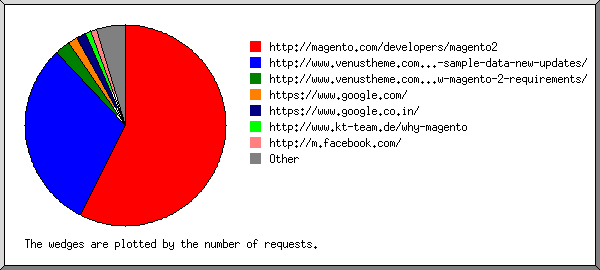 http://magento.com/developers/magento2
http://www.venustheme.com...-sample-data-new-updates/
http://www.venustheme.com...w-magento-2-requirements/
https://www.google.com/
https://www.google.co.in/
http://www.kt-team.de/why-magento
http://m.facebook.com/
Other
The wedges are plotted by the number of requests.